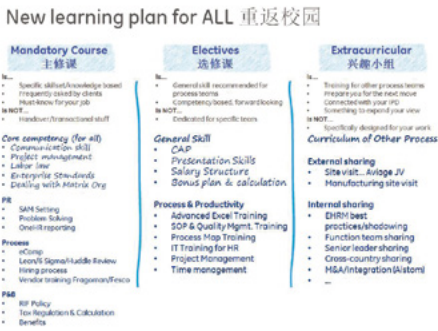 New learning plan for ALL 重返校园
Mandatory Course
主修课
Is...
• Specific skillset/knowledge based
• Frequently asked by clients
• Must-know for your job
Is NOT...
• Handover/transactional stuff
Core competency (for all)
• Communication skill
• Project management
• Labor law
• Enterprise Standards
• Dealing with Matrix Org
PR
• SAM Setting
• Problem Solving
• OneHR reporting
Process
• eComp
• Lean/6 Sigma/Huddle Review
• Hiring process
• Vendor training Fragoman/Fesco
P&B
• RIF Policy
• Tax Regulation & Calculation
• Benefits
Electives
选修课
Is...
• General skill recommended for
process teams
• Competency based, forward looking
Is NOT...
• Dedicated for specific team
General Skill
• CAP
• Presentation Skills
• Salary Structure
• Bonus plan & calculation
Process & Productivity
• Advanced Excel Training
• SOP & Quality Mgmt. Training
• Process Map Training
• IT Training for HR
• Project Management
• Time management
Extracurricular
兴趣小组
Is...
• Training for other process teams
• Prepare you for the next move
• Connected with your IPD
• Something to expand your view
Is NOT...
• Specifically designed for your work
Curriculum of Other Process
External sharing
• Site visit... Aviage JV
• Manufacturing site visit
Internal sharing
• EHRM best
practices/shadowing
• Function team sharing
• Senior leader sharing
• Cross-country sharing
• M&A/Integration (Alstom)
• ...